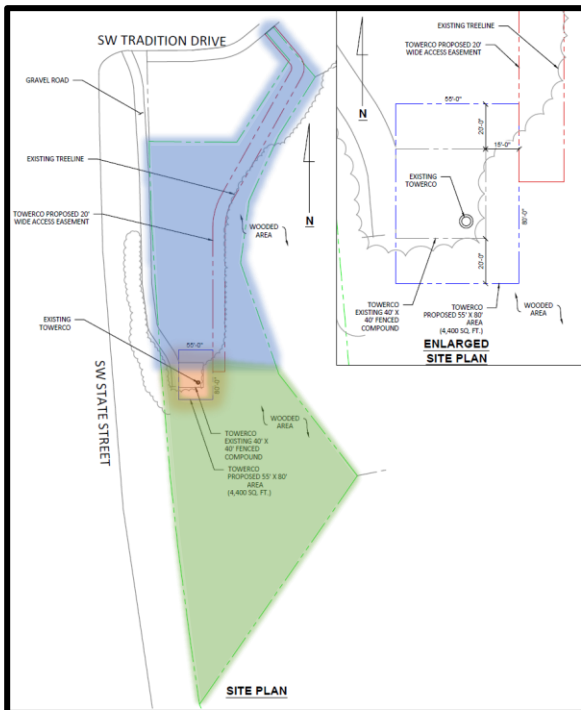 SW TRADITION DRIVE
GRAVEL ROAD
EXISTING TREELINE
TOWERCO PROPOSED 20'
WIDE ACCESS EASEMENT
N
WOODED
AREA
EXISTING
TOWERCO
55'-0"
80'-0"
SW STATE STREET
WOODED
AREA
TOWERCO
EXISTING 40' X
40' FENCED
COMPOUND
TOWERCO
PROPOSED 55' X 80'
AREA
(4,400 SQ. FT.)
SITE PLAN
EXISTING TREELINE
TOWERCO PROPOSED 20'
WIDE ACCESS EASEMENT
N
55'-0"
20'-0"
15'-0"
EXISTING
TOWERCO
80'-0"
20'-0"
TOWERCO
EXISTING 40' X
40' FENCED
COMPOUND
TOWERCO
PROPOSED 55' X 80'
AREA
(4,400 SQ. FT.)
WOODED
AREA
ENLARGED
SITE PLAN